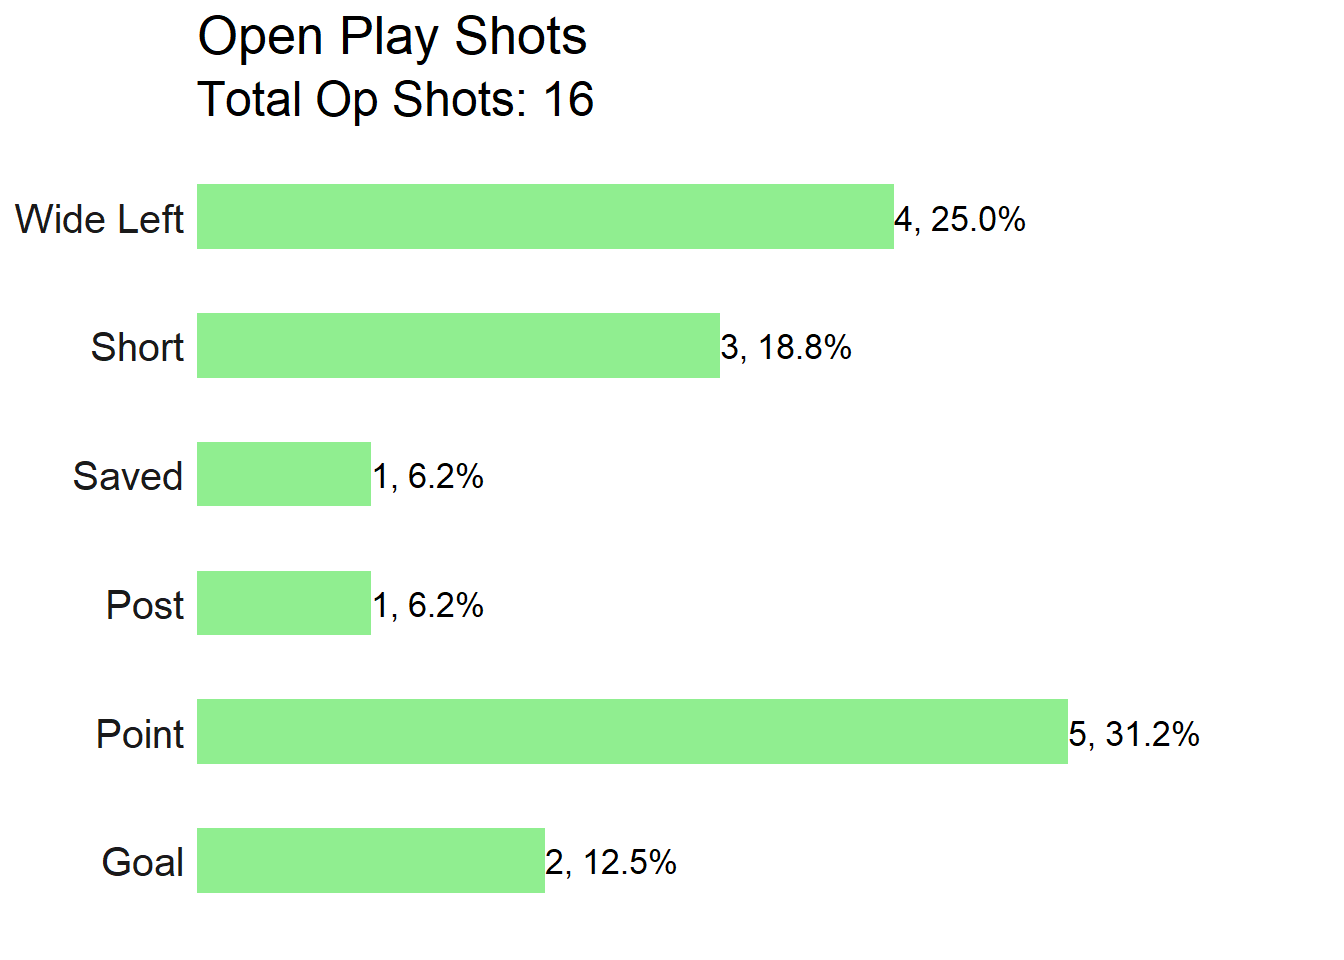 Open Play Shots
Total Op Shots: 16
Wide Left 4, 25.0%
Short 3, 18.8%
Saved 1, 6.2%
Post 1, 6.2%
Point 5, 31.2%
Goal 2, 12.5%